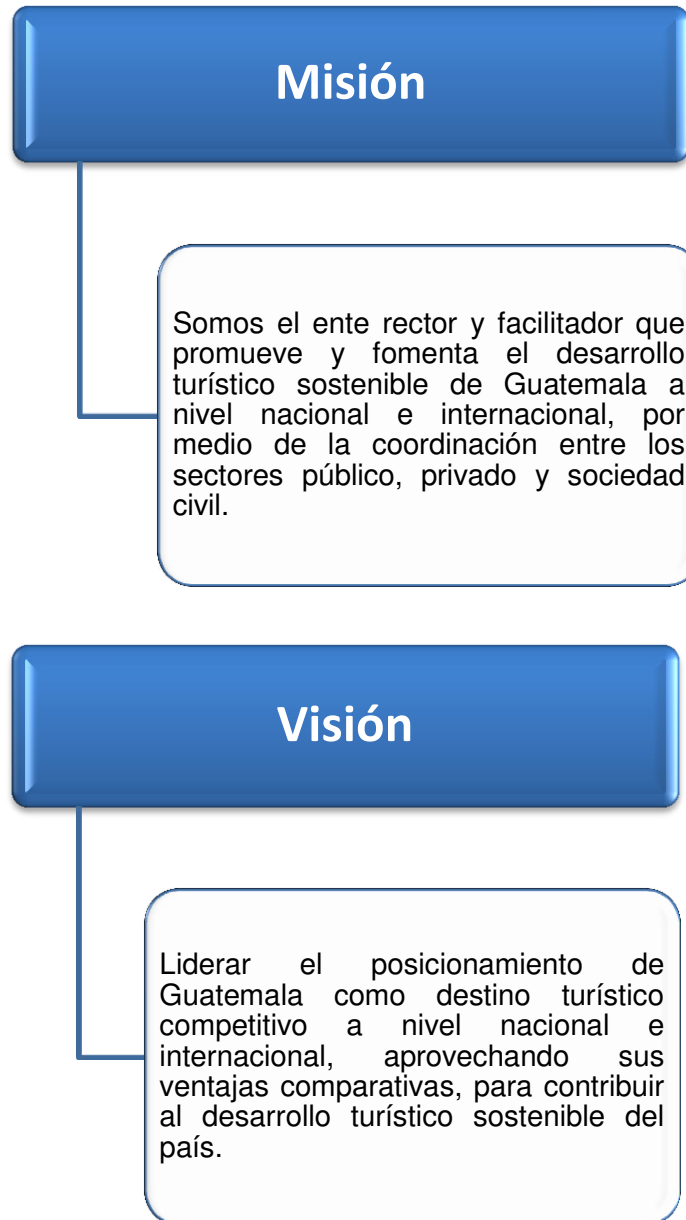 Misión
Somos el ente rector y facilitador que
promueve y fomenta el desarrollo
turístico sostenible de Guatemala a
nivel nacional e internacional, por
medio de la coordinación entre los
sectores público, privado y sociedad
civil.
Visión
Liderar el posicionamiento de
Guatemala como destino turístico
competitivo a nivel nacional e
internacional, aprovechando sus
ventajas comparativas, para contribuir
al desarrollo turístico sostenible del
país.